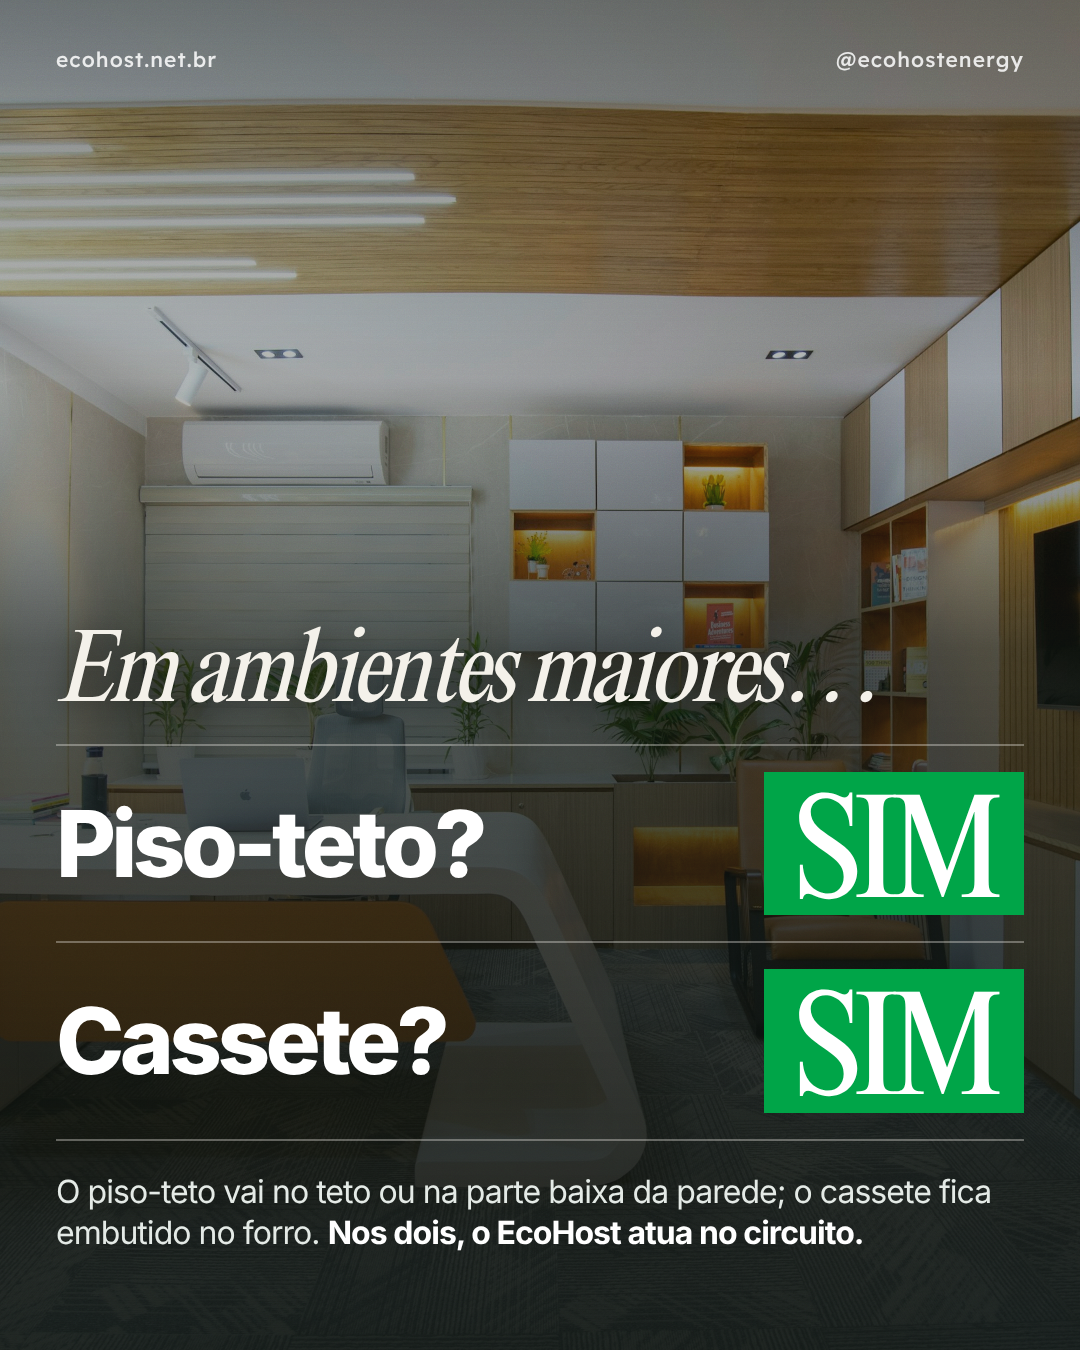 ecohost.net.br
@ecohostenergy
Em ambientes maiores...
Piso-teto?
SIM
Cassete?
SIM
O piso-teto vai no teto ou na parte baixa da parede; o cassete fica
embutido no forro. Nos dois, o EcoHost atua no circuito.